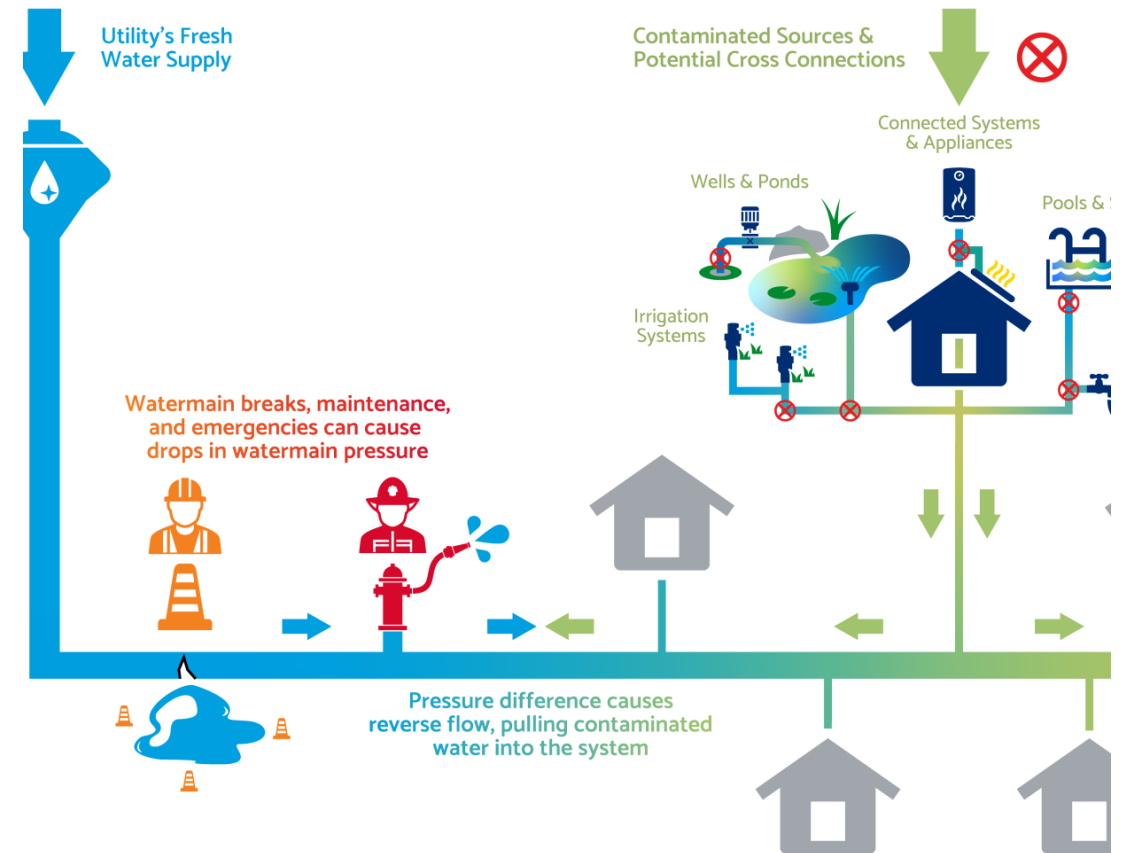 Utility's Fresh
Water Supply
Contaminated Sources &
Potential Cross Connections
Connected Systems
& Appliances
Wells & Ponds
Pools &
Irrigation
Systems
Watermain breaks, maintenance,
and emergencies can cause
drops in watermain pressure
Pressure difference causes
reverse flow, pulling contaminated
water into the system